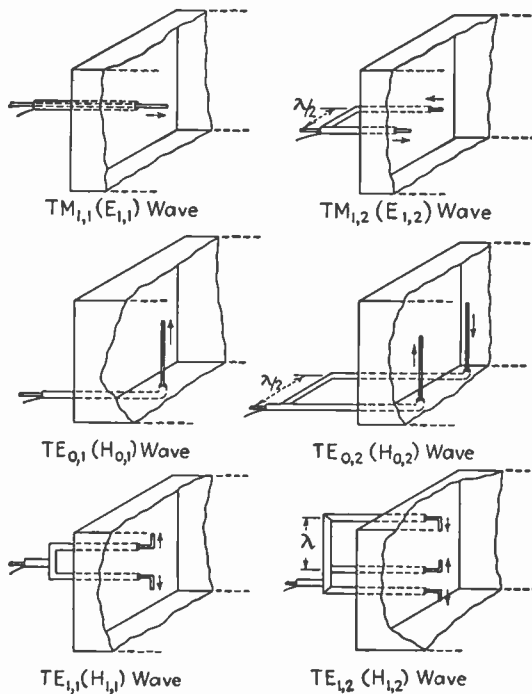 λ/2
TM1,1 (E1,1) Wave
TM1,2 (E1,2) Wave
λ/2
TE0,1 (H0,1) Wave
TE0,2 (H0,2) Wave
λ
TE1,1 (H1,1) Wave
TE1,2 (H1,2) Wave